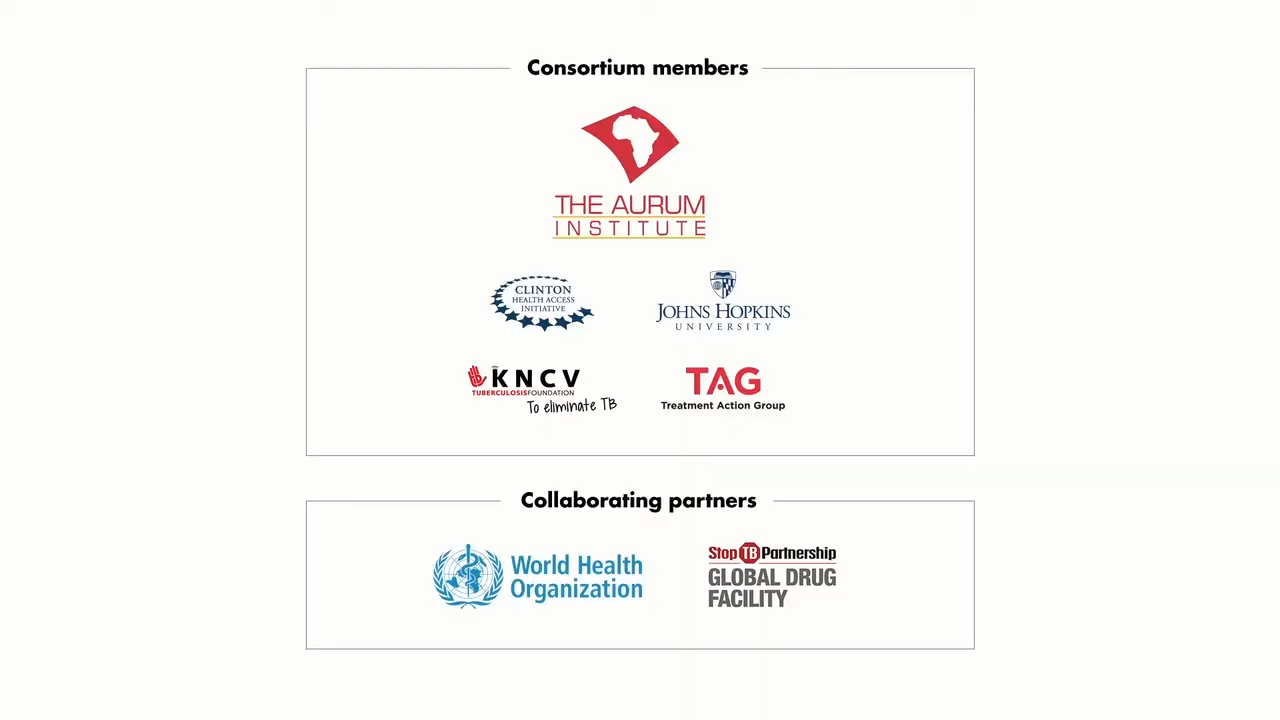 Consortium members
THE AURUM
INSTITUTE
CLINTON
HEALTH ACCESS
INITIATIVE
JOHNS HOPKINS
UNIVERSITY
KNCV
TUBERCULOSISFOUNDATION
To eliminate TB
TAG
Treatment Action Group
Collaborating partners
World Health
Organization
Stop TB Partnership
GLOBAL DRUG
FACILITY